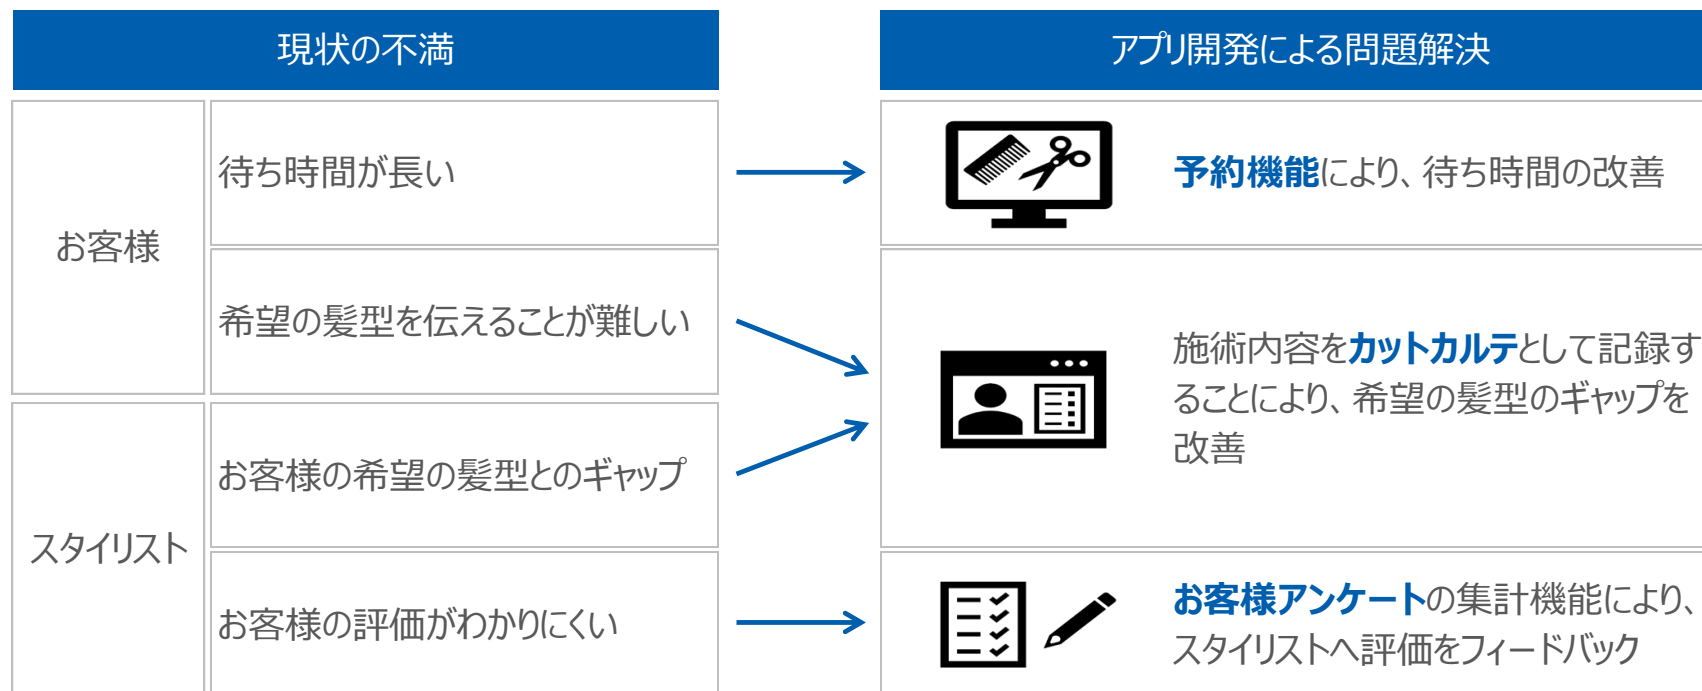 現状の不満
アプリ開発による問題解決
お客様
待ち時間が長い
予約機能により、待ち時間の改善
希望の髪型を伝えることが難しい
施術内容をカットカルテとして記録す
ることにより、希望の髪型のギャップを
改善
スタイリスト
お客様の希望の髪型とのギャップ
お客様の評価がわかりにくい
お客様アンケートの集計機能により、
スタイリストへ評価をフィードバック